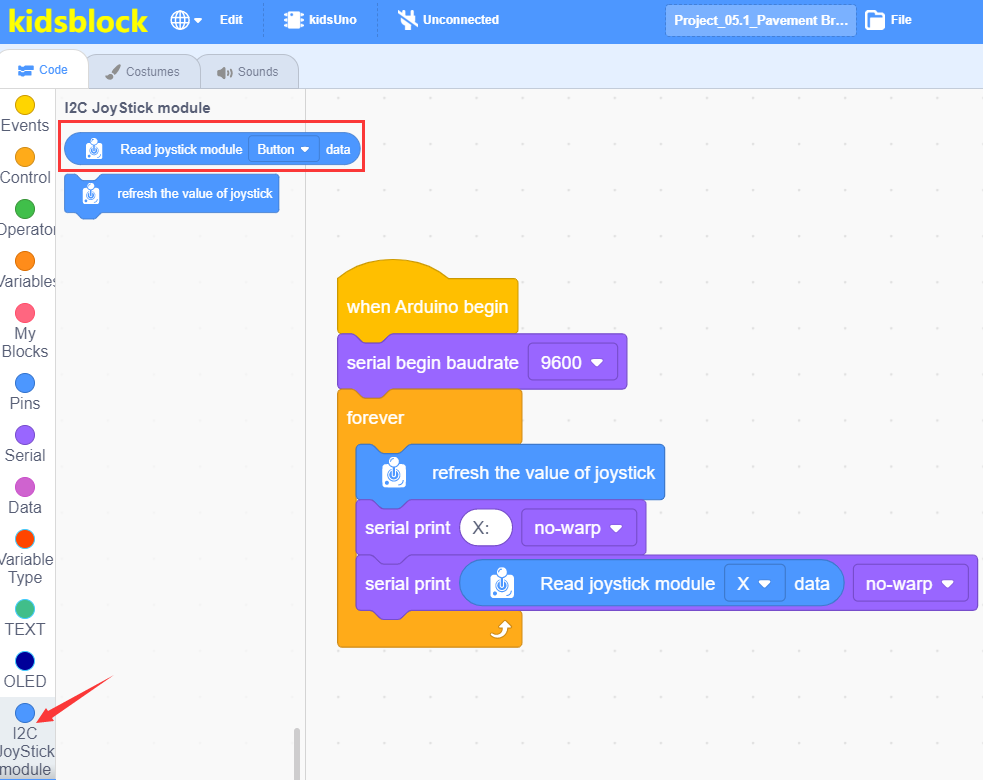 kidsblock Edit kidsUno Unconnected Project_05.1_Pavement Br... File
Code Costumes Sounds
Events
Control
Operator
Variables
My
Blocks
Pins
Serial
Data
Variable
Type
TEXT
OLED
I2C
JoyStick
module
I2C JoyStick module
Read joystick module Button data
refresh the value of joystick
when Arduino begin
serial begin baudrate 9600
forever
refresh the value of joystick
serial print X: no-warp
serial print Read joystick module X data no-warp